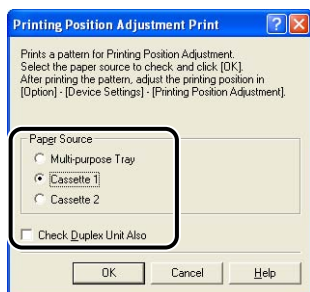 Printing Position Adjustment Print
Prints a pattern for Printing Position Adjustment.
Select the paper source to check and click [OK].
After printing the pattern, adjust the printing position in
[Option] - [Device Settings] - [Printing Position Adjustment].
Paper Source
Multi-purpose Tray
Cassette 1
Cassette 2
Check Duplex Unit Also
OK Cancel Help